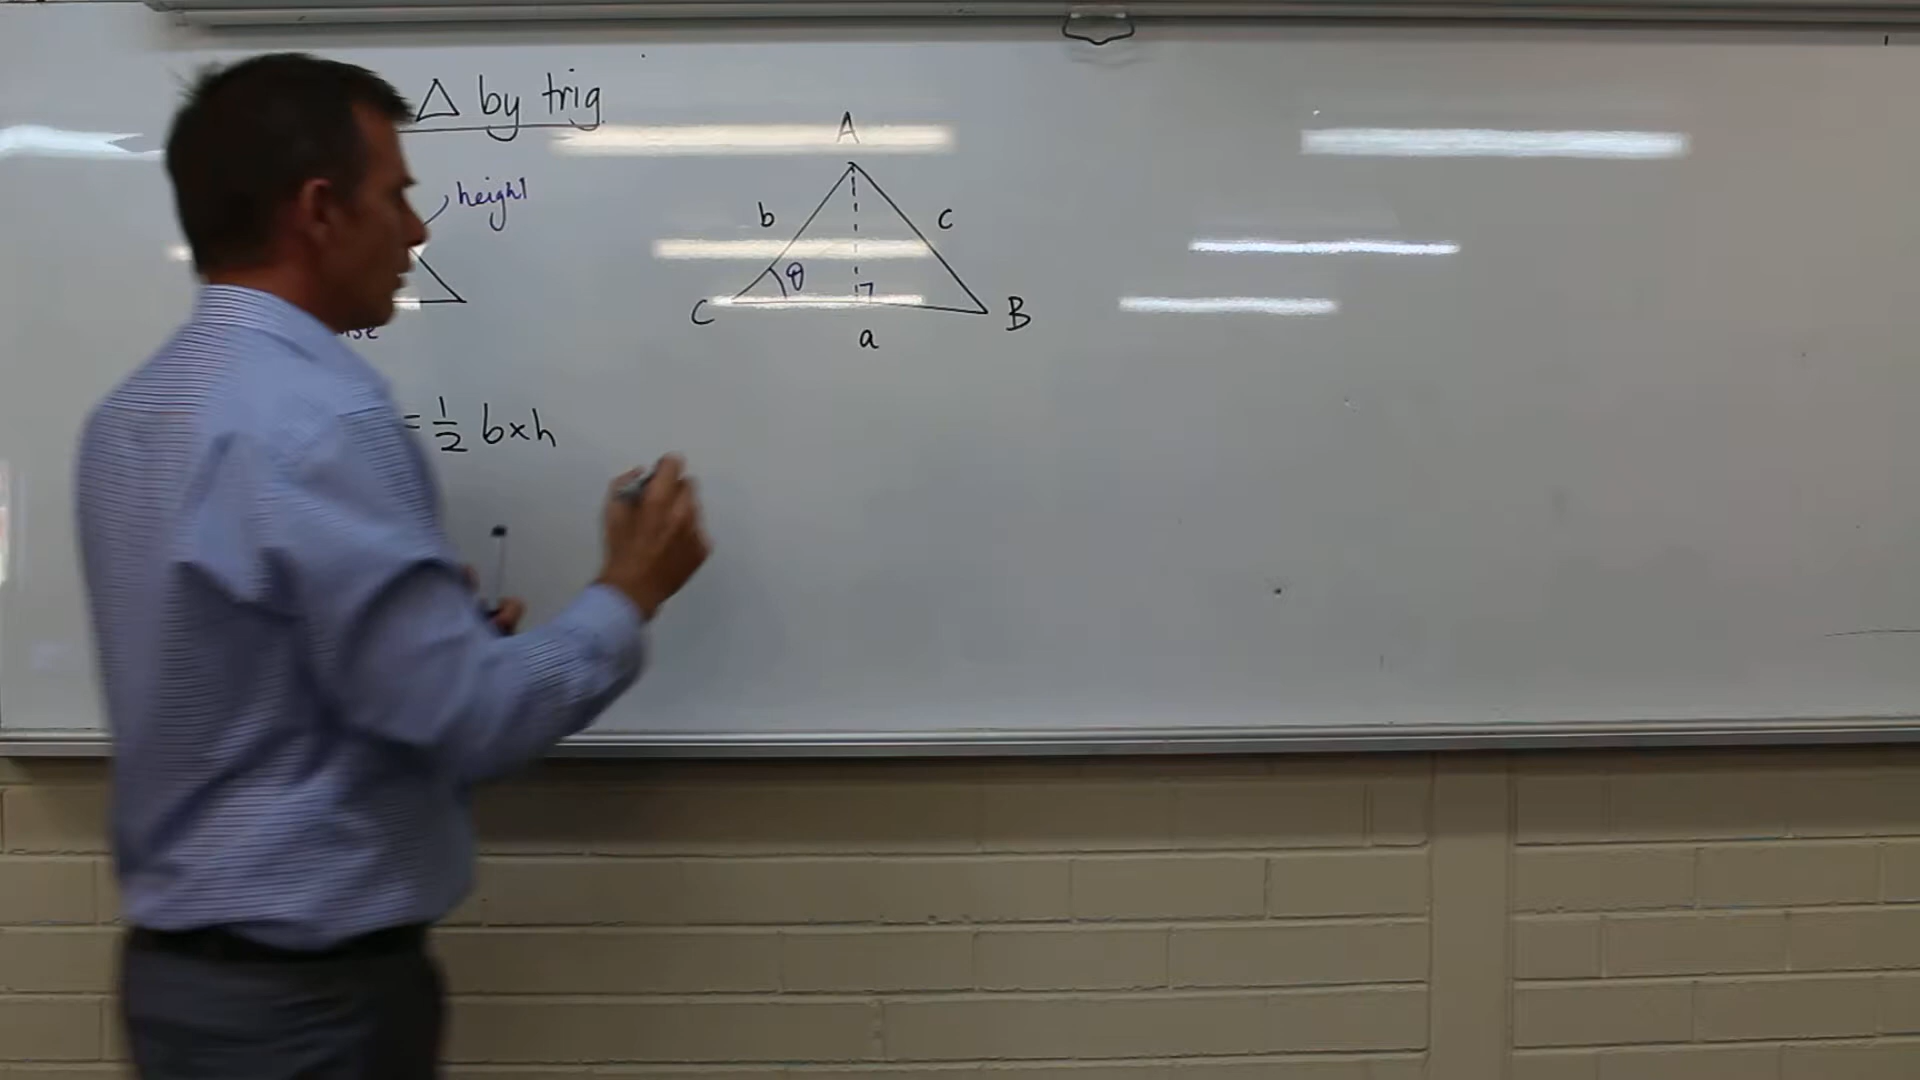 △ by trig
height
= 1/2 b×h
A
b
c
θ
C
B
a